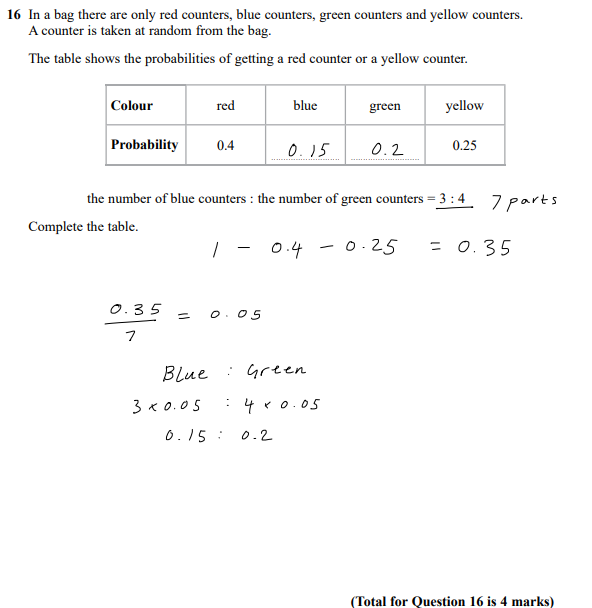 16 In a bag there are only red counters, blue counters, green counters and yellow counters.
A counter is taken at random from the bag.
The table shows the probabilities of getting a red counter or a yellow counter.
Colour red blue green yellow
Probability 0.4 0.15 0.2 0.25
the number of blue counters : the number of green counters = 3 : 4 7 parts
Complete the table.
1 - 0.4 - 0.25 = 0.35
0.35
7
= 0.05
Blue : Green
3 × 0.05 : 4 × 0.05
0.15 : 0.2
(Total for Question 16 is 4 marks)